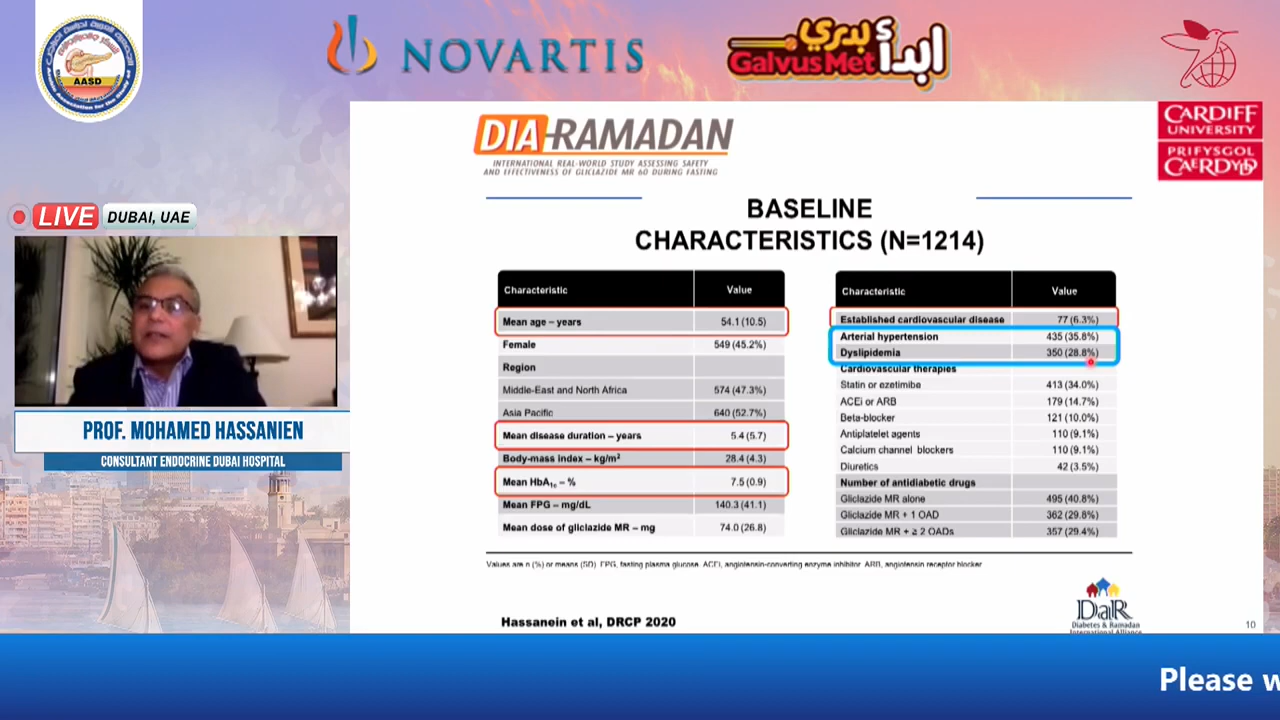 AASD
NOVARTIS
ابدأ بدري
GalvusMet
CARDIFF
UNIVERSITY
PRIFYSGOL
CAERDYDD
DIA-RAMADAN
INTERNATIONAL REAL-WORLD STUDY ASSESSING SAFETY
AND EFFECTIVENESS OF GLICLAZIDE MR 60 DURING FASTING
LIVE DUBAI, UAE
PROF. MOHAMED HASSANIEN
CONSULTANT ENDOCRINE DUBAI HOSPITAL
BASELINE
CHARACTERISTICS (N=1214)
Characteristic Value
Mean age – years 54.1 (10.5)
Female 549 (45.2%)
Region
Middle-East and North Africa 574 (47.3%)
Asia Pacific 640 (52.7%)
Mean disease duration – years 5.4 (5.7)
Body-mass index – kg/m² 28.4 (4.3)
Mean HbA1c – % 7.5 (0.9)
Mean FPG – mg/dL 140.3 (41.1)
Mean dose of gliclazide MR – mg 74.0 (26.8)
Characteristic Value
Established cardiovascular disease 77 (6.3%)
Arterial hypertension 435 (35.8%)
Dyslipidemia 350 (28.8%)
Cardiovascular therapies
Statin or ezetimibe 413 (34.0%)
ACEi or ARB 179 (14.7%)
Beta-blocker 121 (10.0%)
Antiplatelet agents 110 (9.1%)
Calcium channel blockers 110 (9.1%)
Diuretics 42 (3.5%)
Number of antidiabetic drugs
Gliclazide MR alone 495 (40.8%)
Gliclazide MR + 1 OAD 362 (29.8%)
Gliclazide MR + ≥ 2 OADs 357 (29.4%)
Values are n (%) or means (SD). FPG, fasting plasma glucose. ACEi, angiotensin-converting enzyme inhibitor. ARB, angiotensin receptor blocker
Hassanein et al, DRCP 2020
DaR
Diabetes & Ramadan
International Alliance
10
Please w